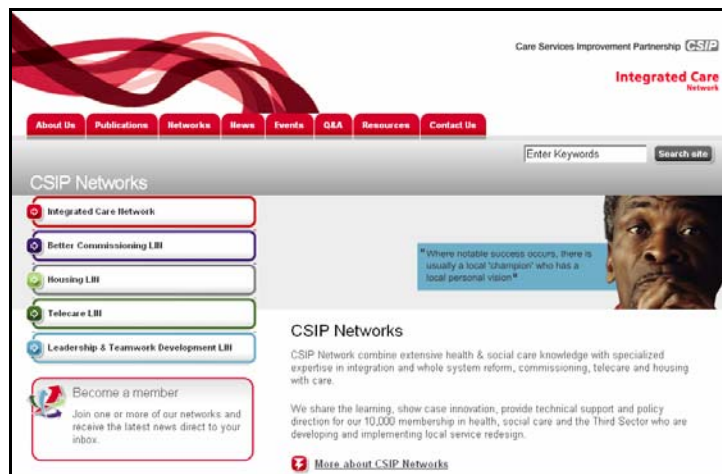 Care Services Improvement Partnership CSIP
Integrated Care
Network
About Us Publications Networks News Events Q&A Resources Contact Us
Enter Keywords Search site
CSIP Networks
Integrated Care Network
Better Commissioning LIN
Housing LIN
Telecare LIN
Leadership & Teamwork Development LIN
"Where notable success occurs, there is
usually a local 'champion' who has a
local personal vision"
Become a member
Join one or more of our networks and
receive the latest news direct to your
inbox.
CSIP Networks
CSIP Network combine extensive health & social care knowledge with specialized
expertise in integration and whole system reform, commissioning, telecare and housing
with care.
We share the learning, show case innovation, provide technical support and policy
direction for our 10,000 membership in health, social care and the Third Sector who are
developing and implementing local service redesign.
More about CSIP Networks